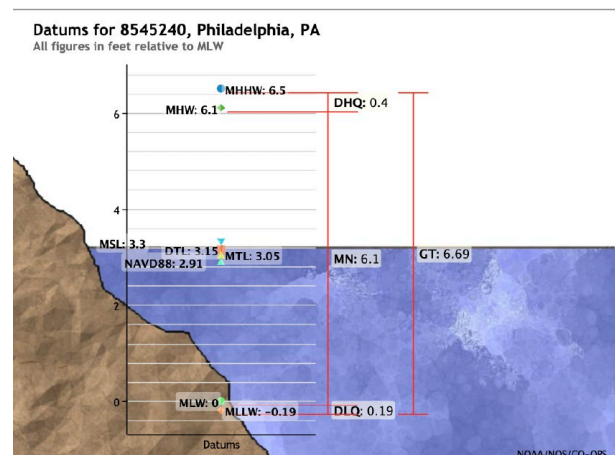 Datums for 8545240, Philadelphia, PA
All figures in feet relative to MLW
MHHW: 6.5
DHQ: 0.4
MHW: 6.1
6
4
MSL: 3.3
DTL: 3.15
MTL: 3.05
MN: 6.1
GT: 6.69
NAVD88: 2.91
2
MLW: 0
0
MLLW: -0.19
DLQ: 0.19
Datums
NOAA/NOS/CO-OPS